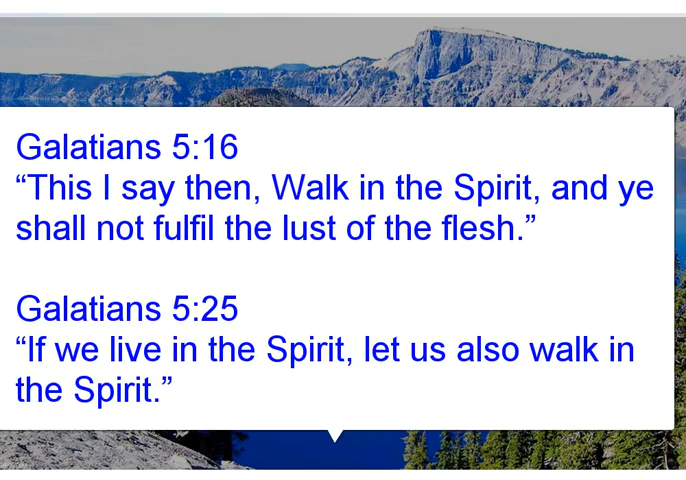 Galatians 5:16
“This I say then, Walk in the Spirit, and ye
shall not fulfil the lust of the flesh.”
Galatians 5:25
“If we live in the Spirit, let us also walk in
the Spirit.”